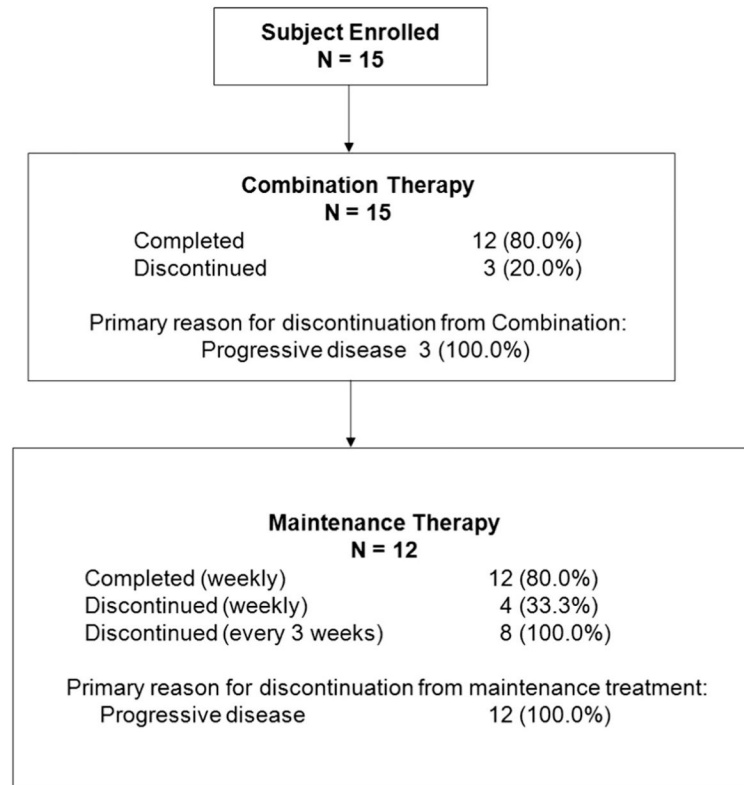 Subject Enrolled
N = 15
Combination Therapy
N = 15
Completed 12 (80.0%)
Discontinued 3 (20.0%)
Primary reason for discontinuation from Combination:
Progressive disease 3 (100.0%)
Maintenance Therapy
N = 12
Completed (weekly) 12 (80.0%)
Discontinued (weekly) 4 (33.3%)
Discontinued (every 3 weeks) 8 (100.0%)
Primary reason for discontinuation from maintenance treatment:
Progressive disease 12 (100.0%)